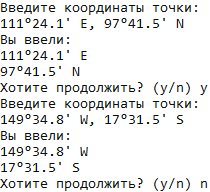 Введите координаты точки:
111°24.1' E, 97°41.5' N
Вы ввели:
111°24.1' E
97°41.5' N
Хотите продолжить? (y/n) y
Введите координаты точки:
149°34.8' W, 17°31.5' S
Вы ввели:
149°34.8' W
17°31.5' S
Хотите продолжить? (y/n) n